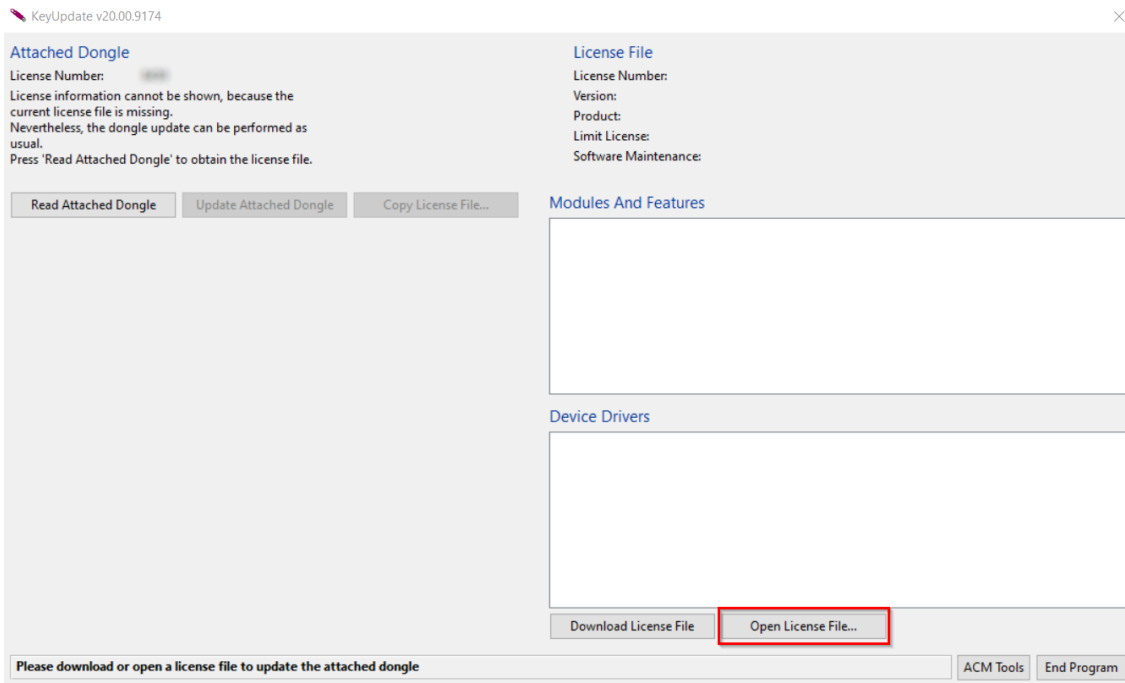 KeyUpdate v20.00.9174
Attached Dongle
License Number:
License information cannot be shown, because the
current license file is missing.
Nevertheless, the dongle update can be performed as
usual.
Press 'Read Attached Dongle' to obtain the license file.
Read Attached Dongle
Update Attached Dongle
Copy License File...
License File
License Number:
Version:
Product:
Limit License:
Software Maintenance:
Modules And Features
Device Drivers
Download License File
Open License File...
Please download or open a license file to update the attached dongle
ACM Tools
End Program